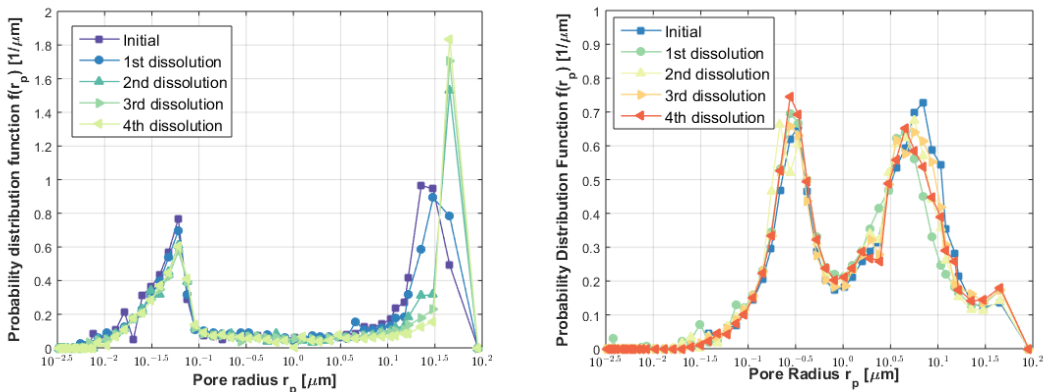 Probability distribution function f(r_p) [1/μm]
2
1.8
1.6
1.4
1.2
1
0.8
0.6
0.4
0.2
0
Initial
1st dissolution
2nd dissolution
3rd dissolution
4th dissolution
10^-2.5 10^-2 10^-1.5 10^-1 10^-0.5 10^0.0 10^0.5 10^.1 10^1.5 10^.2
Pore radius r_p [μm]
Probability Distribution Function f(r_p) [1/μm]
1
0.9
0.8
0.7
0.6
0.5
0.4
0.3
0.2
0.1
0
Initial
1st dissolution
2nd dissolution
3rd dissolution
4th dissolution
10^-2.5 10^-2 10^-1.5 10^-1 10^-0.5 10^0.0 10^0.5 10^.1 10^1.5 10^.2
Pore Radius r_p [μm]